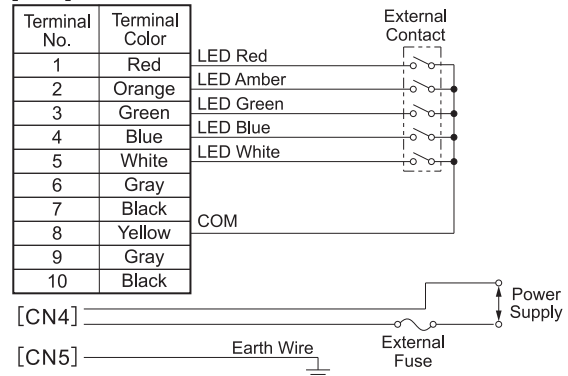 Terminal No. Terminal Color
1 Red
2 Orange
3 Green
4 Blue
5 White
6 Gray
7 Black
8 Yellow
9 Gray
10 Black
External
Contact
LED Red
LED Amber
LED Green
LED Blue
LED White
COM
[CN4]
Power
Supply
External
Fuse
[CN5]
Earth Wire